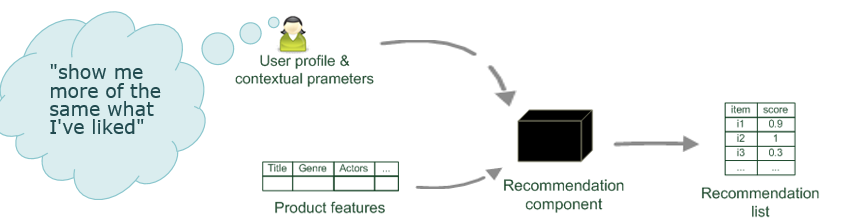 "show me
more of the
same what
I've liked"
User profile &
contextual prameters
Title Genre Actors ...
Product features
Recommendation
component
item score
i1 0.9
i2 1
i3 0.3
... ...
Recommendation
list